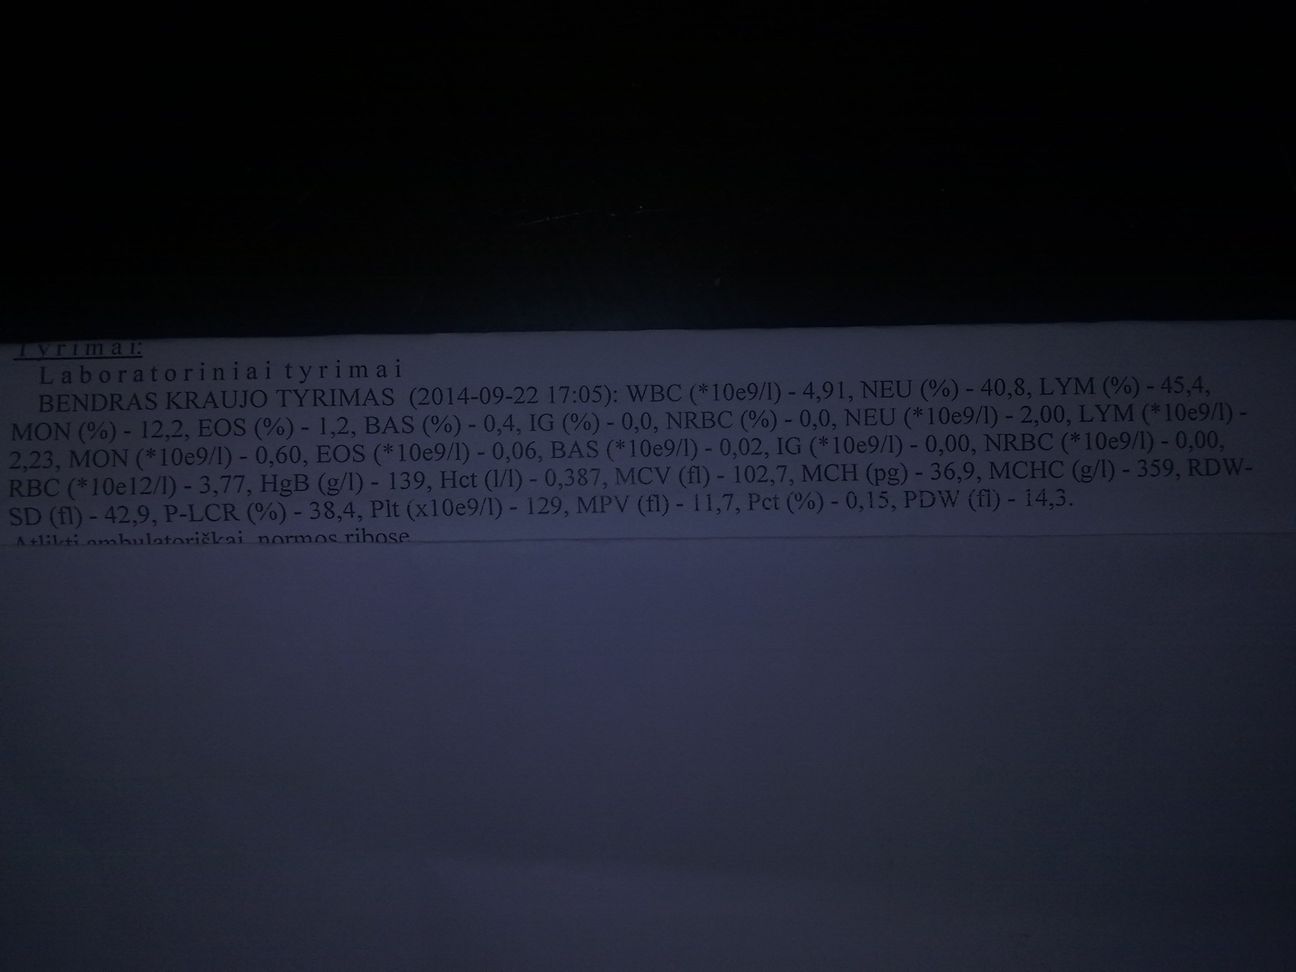 Tyrimai:
Laboratoriniai tyrimai
BENDRAS KRAUJO TYRIMAS (2014-09-22 17:05): WBC (*10e9/l) - 4,91, NEU (%) - 40,8, LYM (%) - 45,4,
MON (%) - 12,2, EOS (%) - 1,2, BAS (%) - 0,4, IG (%) - 0,0, NRBC (%) - 0,0, NEU (*10e9/l) - 2,00, LYM (*10e9/l) -
2,23, MON (*10e9/l) - 0,60, EOS (*10e9/l) - 0,06, BAS (*10e9/l) - 0,02, IG (*10e9/l) - 0,00, NRBC (*10e9/l) - 0,00,
RBC (*10e12/l) - 3,77, HgB (g/l) - 139, Hct (l/l) - 0,387, MCV (fl) - 102,7, MCH (pg) - 36,9, MCHC (g/l) - 359, RDW-
SD (fl) - 42,9, P-LCR (%) - 38,4, Plt (x10e9/l) - 129, MPV (fl) - 11,7, Pct (%) - 0,15, PDW (fl) - 14,3.
Atlikti ambulatoriškai, normos ribose